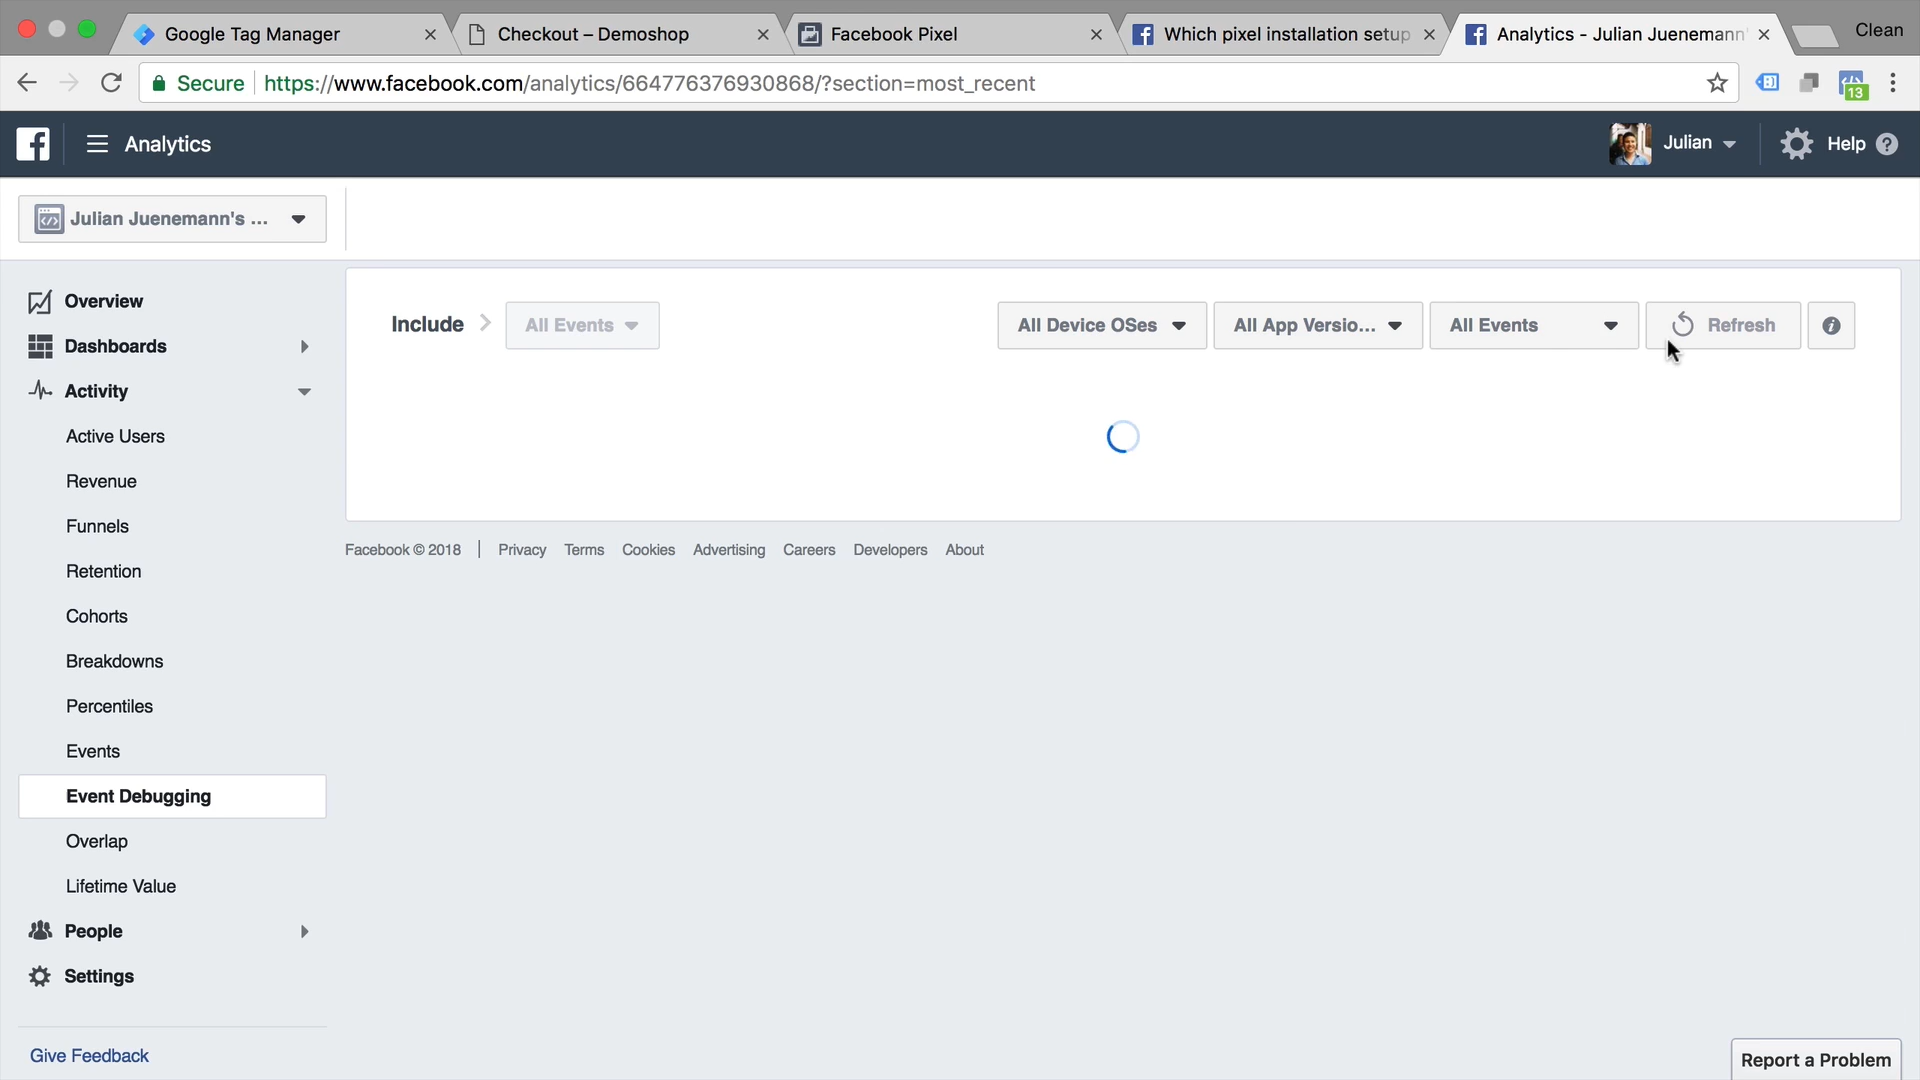 Google Tag Manager
Checkout – Demoshop
Facebook Pixel
Which pixel installation setup
Analytics - Julian Juenemann'
Clean
Secure
https://www.facebook.com/analytics/664776376930868/?section=most_recent
13
Analytics
Julian
Help
Julian Juenemann's ...
Overview
Dashboards
Activity
Active Users
Revenue
Funnels
Retention
Cohorts
Breakdowns
Percentiles
Events
Event Debugging
Overlap
Lifetime Value
People
Settings
Give Feedback
Include
All Events
All Device OSes
All App Versio...
All Events
Refresh
Facebook © 2018
Privacy
Terms
Cookies
Advertising
Careers
Developers
About
Report a Problem